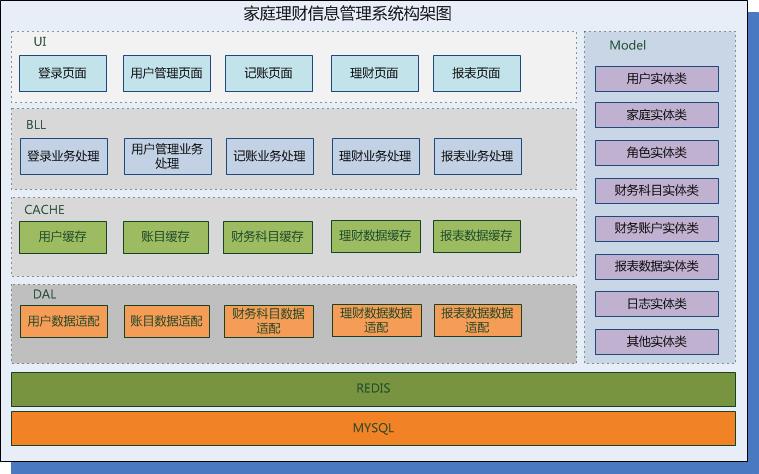 家庭理财信息管理系统构架图
UI
登录页面
用户管理页面
记账页面
理财页面
报表页面
BLL
登录业务处理
用户管理业务
处理
记账业务处理
理财业务处理
报表业务处理
CACHE
用户缓存
账目缓存
财务科目缓存
理财数据缓存
报表数据缓存
DAL
用户数据适配
账目数据适配
财务科目数据
适配
理财数据数据
适配
报表数据数据
适配
Model
用户实体类
家庭实体类
角色实体类
财务科目实体类
财务账户实体类
报表数据实体类
日志实体类
其他实体类
REDIS
MYSQL